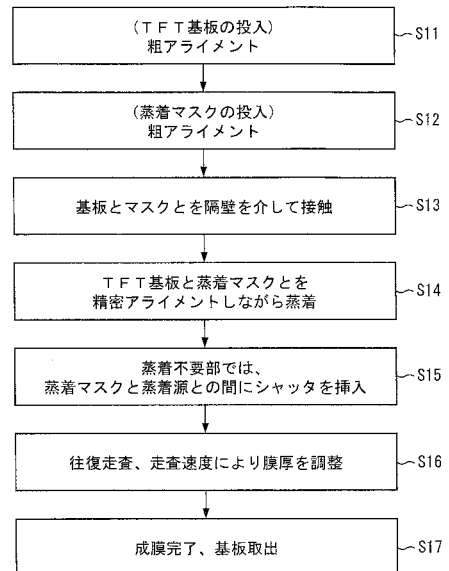 （ＴＦＴ基板の投入）
粗アライメント
S11
（蒸着マスクの投入）
粗アライメント
S12
基板とマスクとを隔壁を介して接触
S13
ＴＦＴ基板と蒸着マスクとを
精密アライメントしながら蒸着
S14
蒸着不要部では、
蒸着マスクと蒸着源との間にシャッタを挿入
S15
往復走査、走査速度により膜厚を調整
S16
成膜完了、基板取出
S17